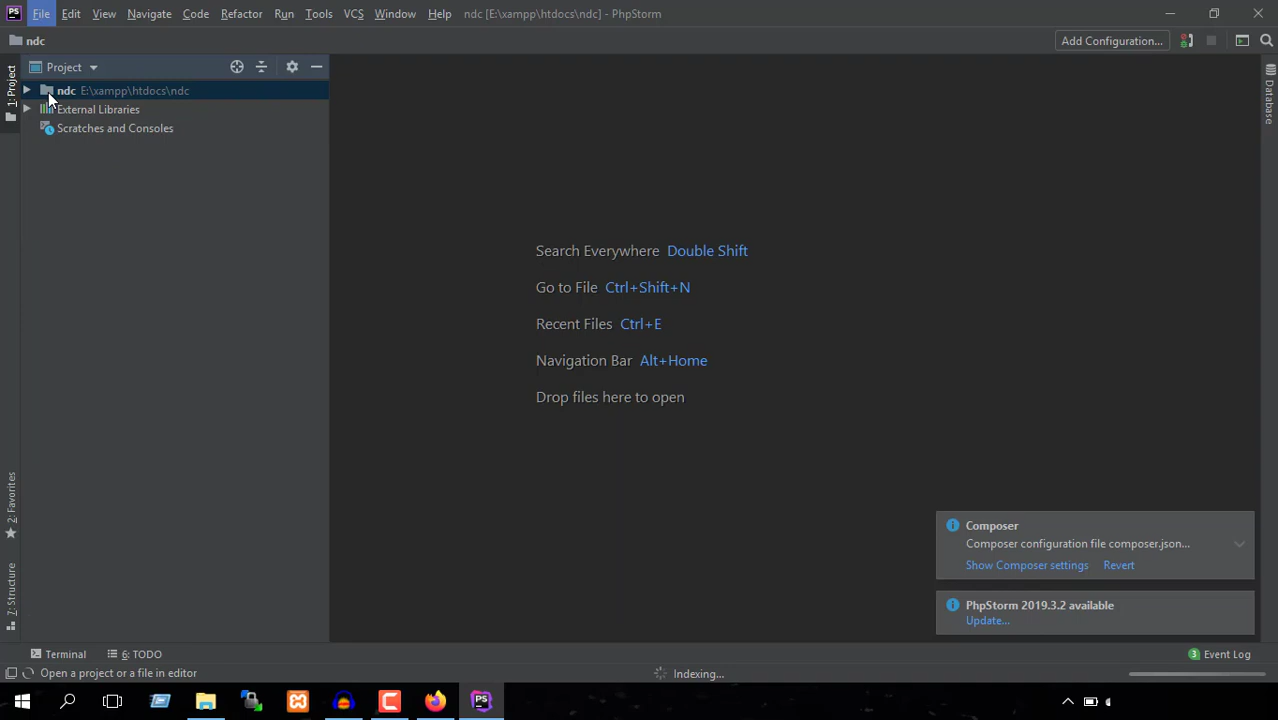 PS File Edit View Navigate Code Refactor Run Tools VCS Window Help ndc [E:\xampp\htdocs\ndc] - PhpStorm
ndc Add Configuration...
1: Project
Project
ndc E:\xampp\htdocs\ndc
External Libraries
Scratches and Consoles
Database
Search Everywhere Double Shift
Go to File Ctrl+Shift+N
Recent Files Ctrl+E
Navigation Bar Alt+Home
Drop files here to open
2: Favorites
7: Structure
Composer
Composer configuration file composer.json...
Show Composer settings Revert
PhpStorm 2019.3.2 available
Update...
Terminal 6: TODO 3 Event Log
Open a project or a file in editor Indexing...
PS